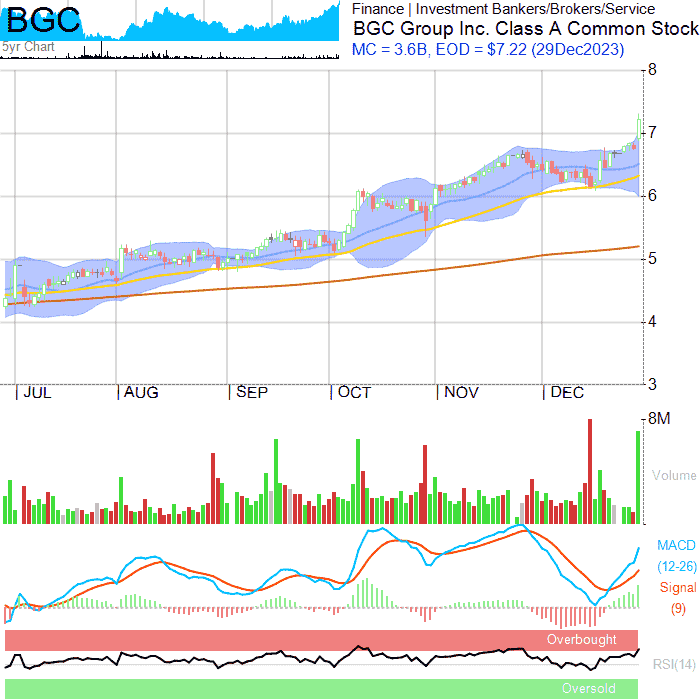 BGC
5yr Chart
Finance | Investment Bankers/Brokers/Service
BGC Group Inc. Class A Common Stock
MC = 3.6B, EOD = $7.22 (29Dec2023)
8
7
6
5
4
3
JUL AUG SEP OCT NOV DEC
8M
Volume
MACD
(12-26)
Signal
(9)
Overbought
RSI(14)
Oversold